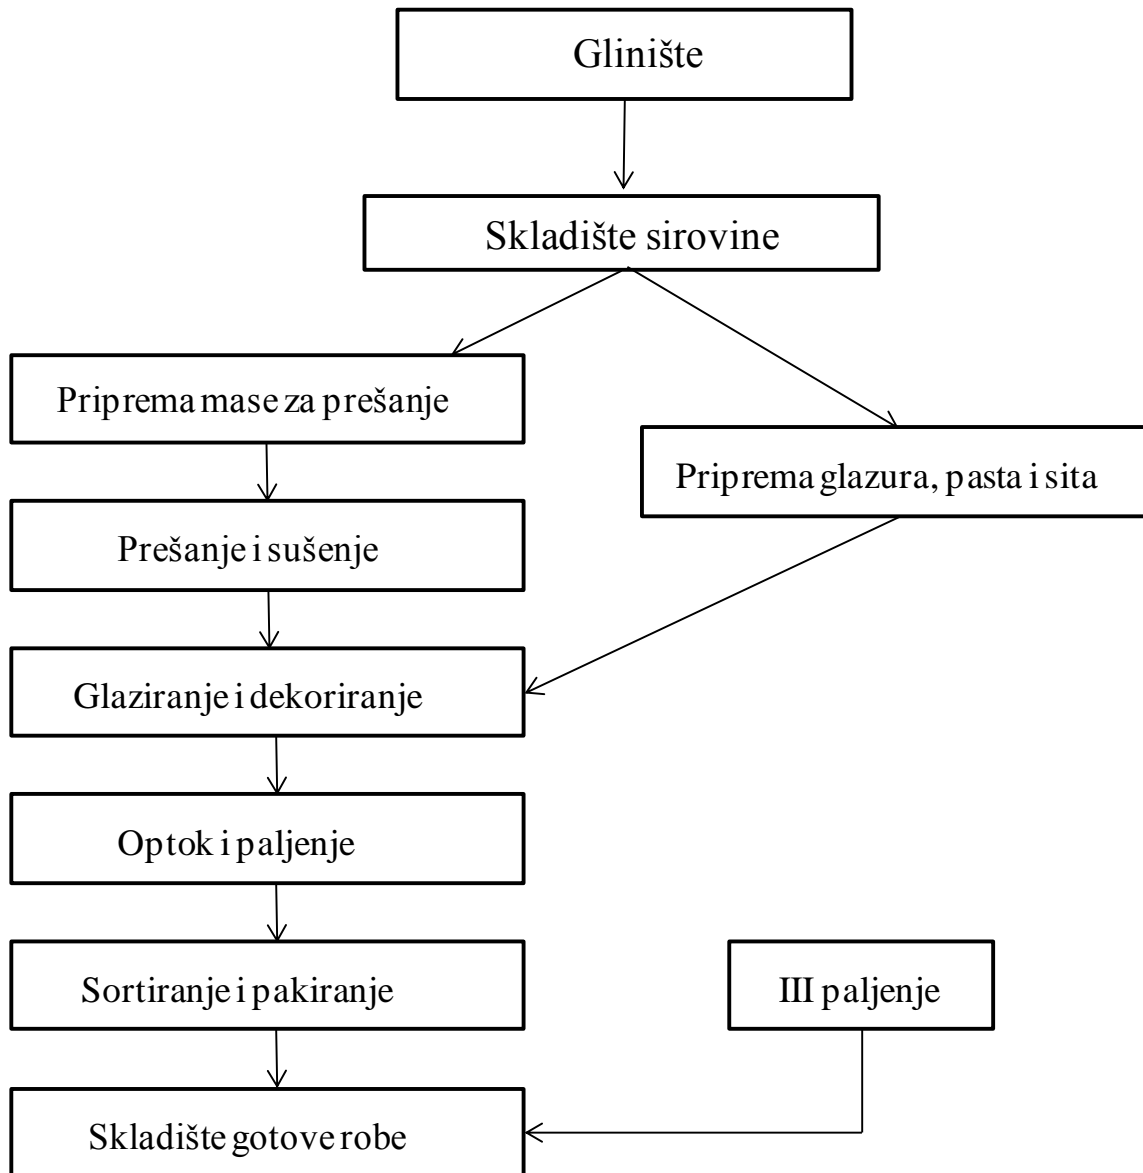 Glinište
Skladište sirovine
Priprema mase za prešanje
Priprema glazura, pasta i sita
Prešanje i sušenje
Glaziranje i dekoriranje
Optok i paljenje
Sortiranje i pakiranje
III paljenje
Skladište gotove robe